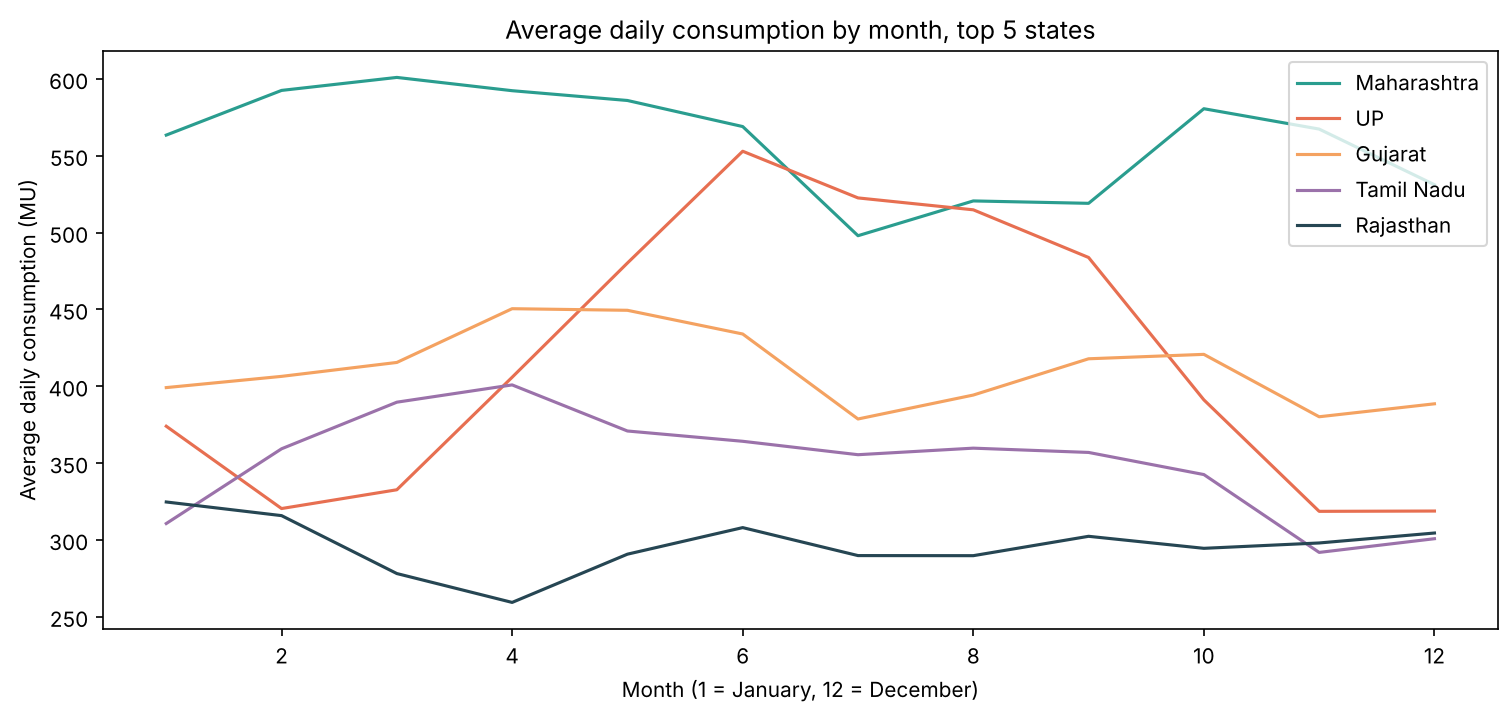 Average daily consumption by month, top 5 states
Average daily consumption (MU)
600
550
500
450
400
350
300
250
Maharashtra
UP
Gujarat
Tamil Nadu
Rajasthan
2 4 6 8 10 12
Month (1 = January, 12 = December)